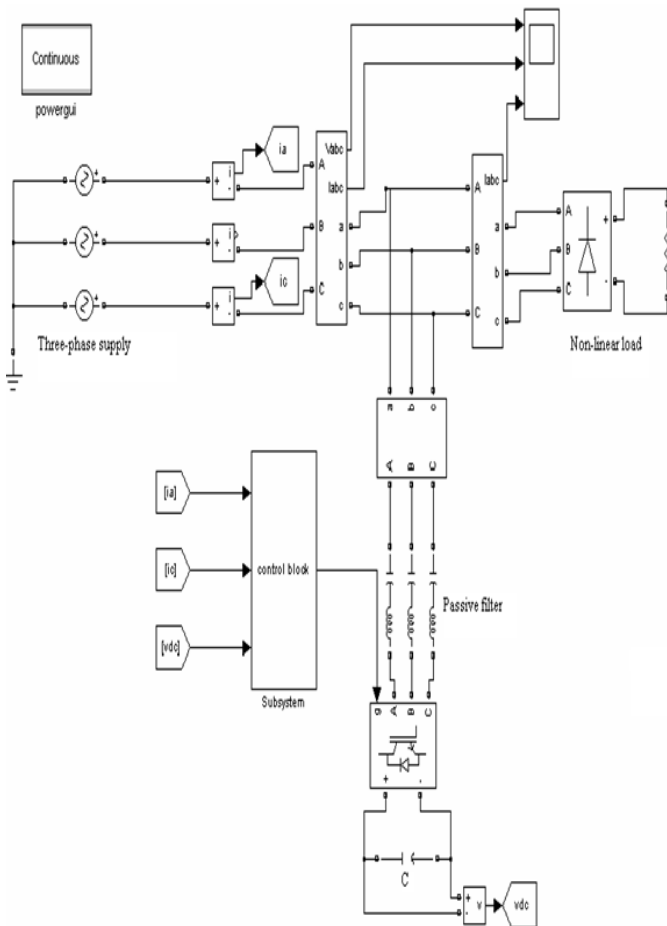 Continuous
powergui
ia
ic
i
-
+
i
-
+
i
-
+
+
+
+
Vabc
Iabc
A
B
C
a
b
c
Iabc
A
B
C
a
b
c
A
B
C
+
-
Three-phase supply
Non-linear load
a
b
c
A
B
C
[ia]
[ic]
[vdc]
control block
Subsystem
Passive filter
g
A
B
C
+
-
C
+
-
v
vdc